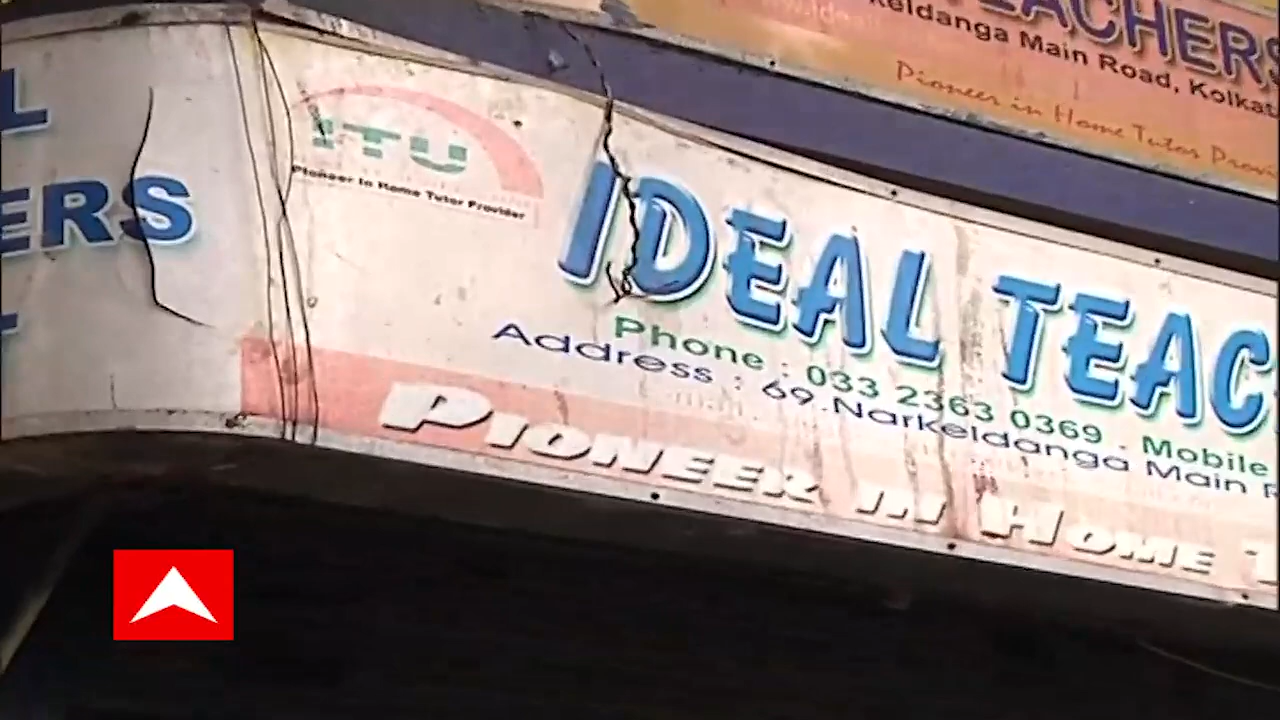 EACHERS
keldanga Main Road, Kolkat
Pioneer in Home Tutor Provi
L
ERS
ITU
Pioneer In Home Tutor Provider
IDEAL TEAC
Phone : 033 2363 0369 - Mobile
Address : 69 Narkeldanga Main R
PIONEER IN HOME T